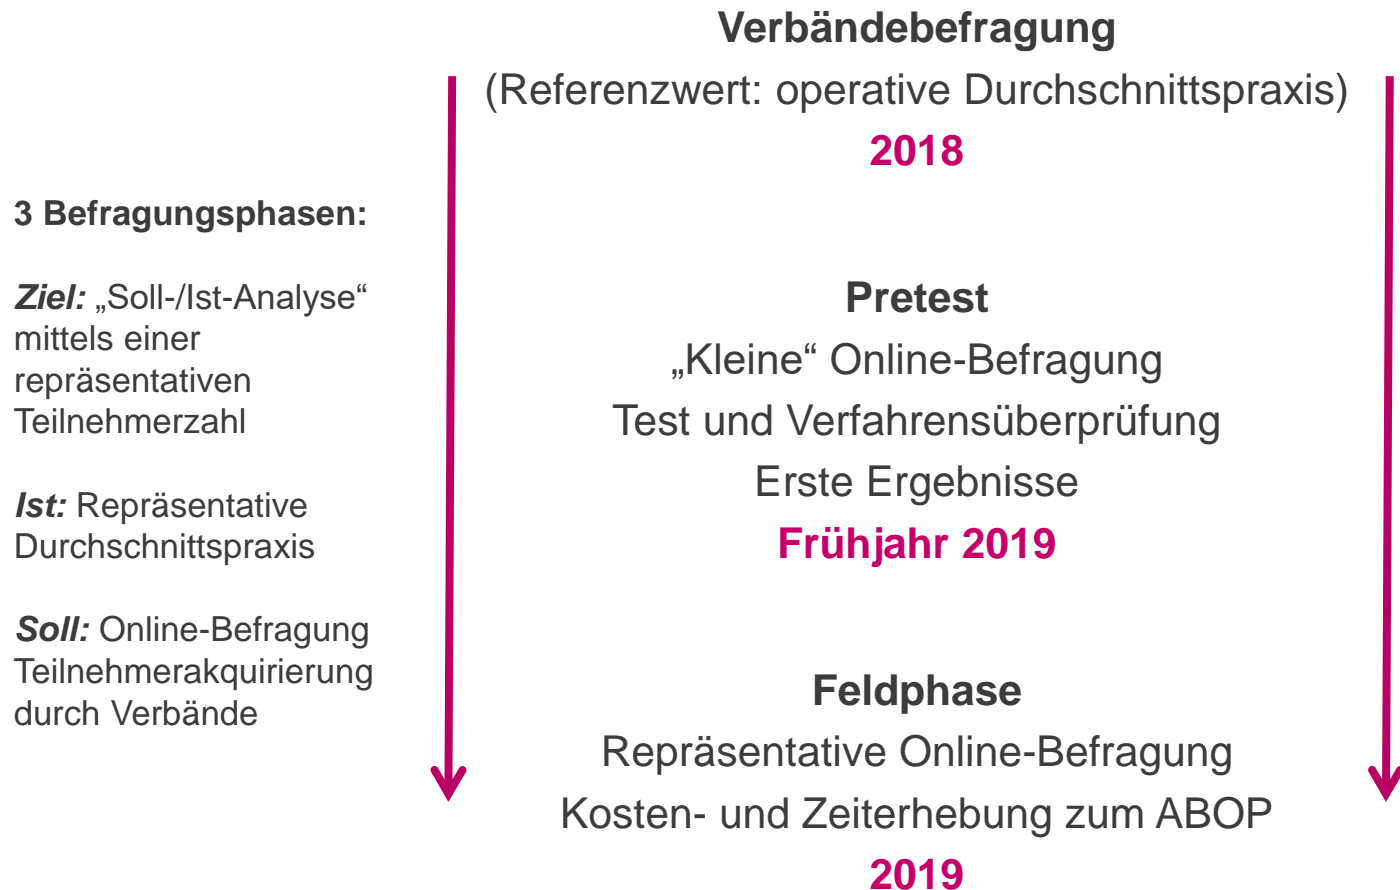 Verbändebefragung
(Referenzwert: operative Durchschnittspraxis)
2018
3 Befragungsphasen:
Ziel: „Soll-/Ist-Analyse“
mittels einer
repräsentativen
Teilnehmerzahl
Ist: Repräsentative
Durchschnittspraxis
Soll: Online-Befragung
Teilnehmerakquirierung
durch Verbände
Pretest
„Kleine“ Online-Befragung
Test und Verfahrensüberprüfung
Erste Ergebnisse
Frühjahr 2019
Feldphase
Repräsentative Online-Befragung
Kosten- und Zeiterhebung zum ABOP
2019